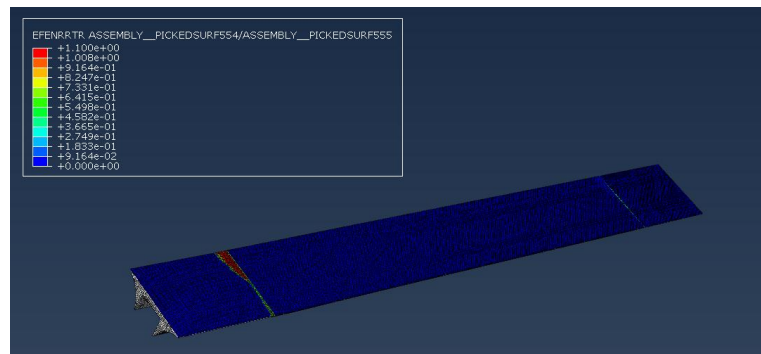 EFENRRTR ASSEMBLY__PICKEDSURF554/ASSEMBLY__PICKEDSURF555
+1.100e+00
+1.008e+00
+9.164e-01
+8.247e-01
+7.331e-01
+6.415e-01
+5.498e-01
+4.582e-01
+3.665e-01
+2.749e-01
+1.833e-01
+9.164e-02
+0.000e+00